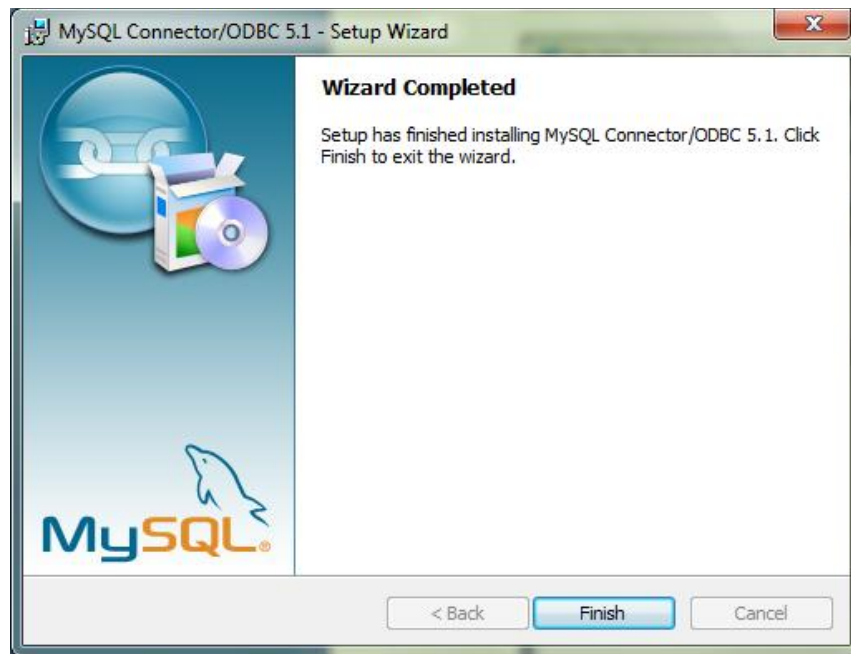 MySQL Connector/ODBC 5.1 - Setup Wizard
Wizard Completed
Setup has finished installing MySQL Connector/ODBC 5.1. Click
Finish to exit the wizard.
MySQL®
< Back
Finish
Cancel